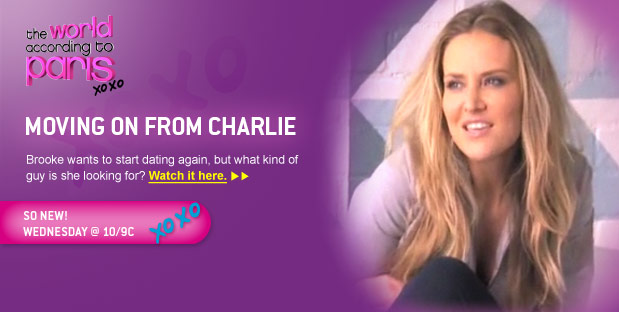 the world
according to
paris
xoxo
MOVING ON FROM CHARLIE
Brooke wants to start dating again, but what kind of
guy is she looking for? Watch it here.
SO NEW!
WEDNESDAY @ 10/9C
XOXO